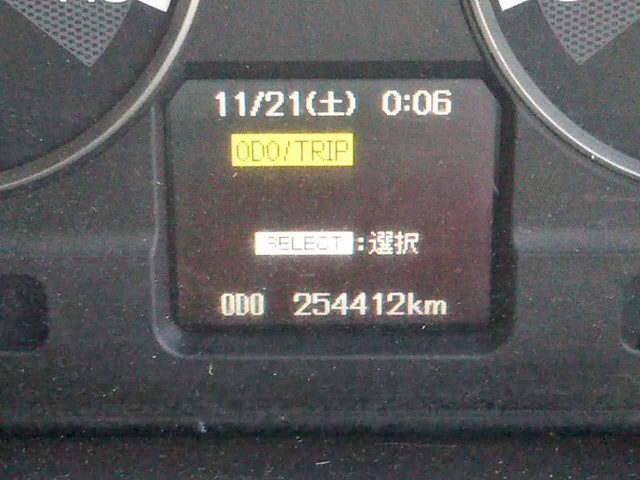 11/21(土) 0:06
ODO/TRIP
SELECT:選択
ODO 254412km